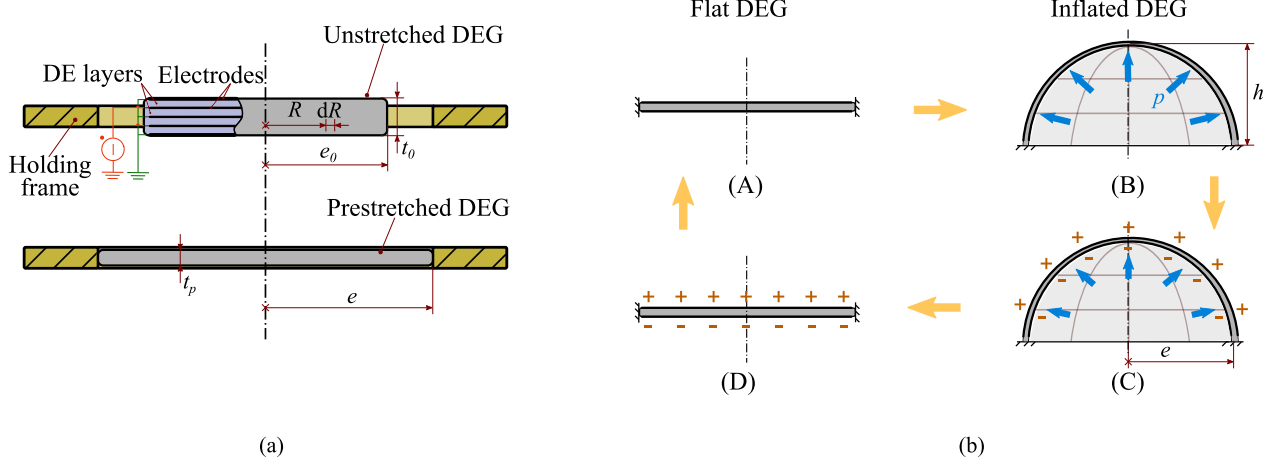 Flat DEG
Inflated DEG
Unstretched DEG
DE layers
Electrodes
R
dR
e0
t0
Holding
frame
Prestretched DEG
tp
e
(a)
p
h
(A)
(B)
+ + + + + + +
- - - - - - -
(D)
+ + + + + + +
- - - - - - -
e
(C)
(b)